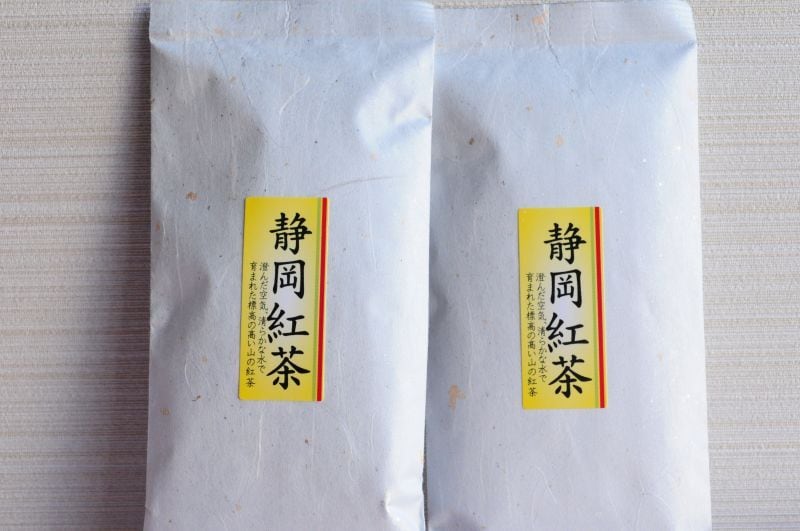 静岡紅茶
澄んだ空気、清らかな水で
育まれた標高の高い山の紅茶
静岡紅茶
澄んだ空気、清らかな水で
育まれた標高の高い山の紅茶